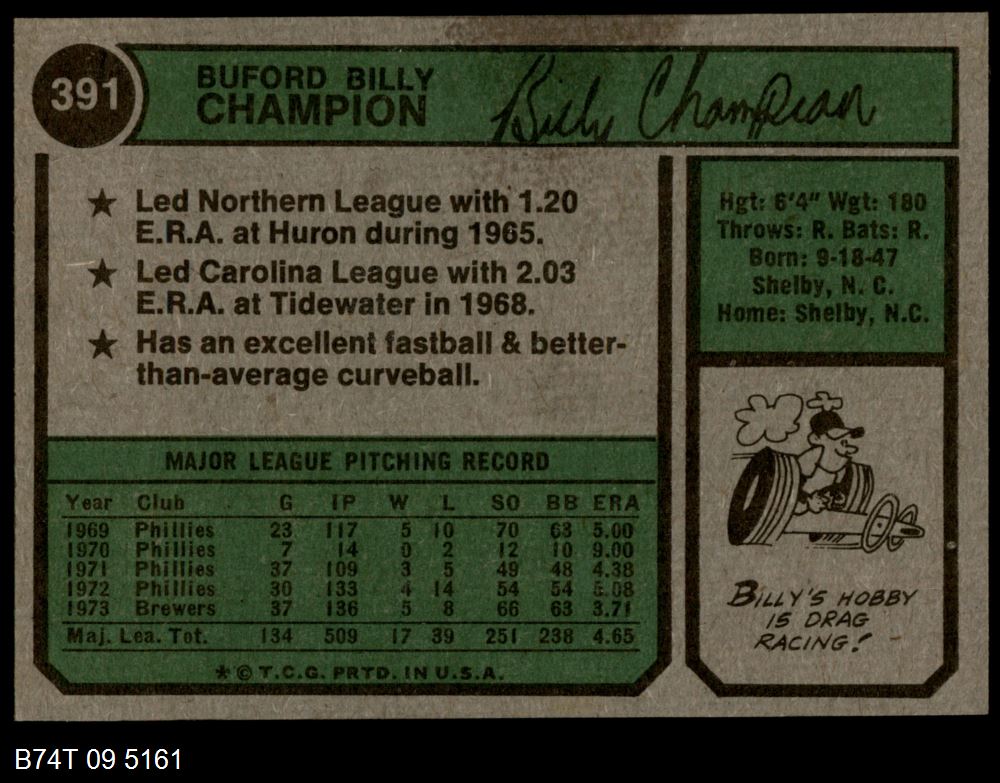 391
BUFORD BILLY
CHAMPION
Billy Champion
★ Led Northern League with 1.20
E.R.A. at Huron during 1965.
★ Led Carolina League with 2.03
E.R.A. at Tidewater in 1968.
★ Has an excellent fastball & better-
than-average curveball.
Hgt: 6'4" Wgt: 180
Throws: R. Bats: R.
Born: 9-18-47
Shelby, N. C.
Home: Shelby, N.C.
MAJOR LEAGUE PITCHING RECORD
Year Club G IP W L SO BB ERA
1969 Phillies 23 117 5 10 70 63 5.00
1970 Phillies 7 14 0 2 12 10 9.00
1971 Phillies 37 109 3 5 49 48 4.38
1972 Phillies 30 133 4 14 54 54 5.08
1973 Brewers 37 136 5 8 66 63 3.71
Maj. Lea. Tot. 134 509 17 39 251 238 4.65
★ © T.C.G. PRTD. IN U.S.A.
BILLY'S HOBBY
IS DRAG
RACING!
B74T 09 5161